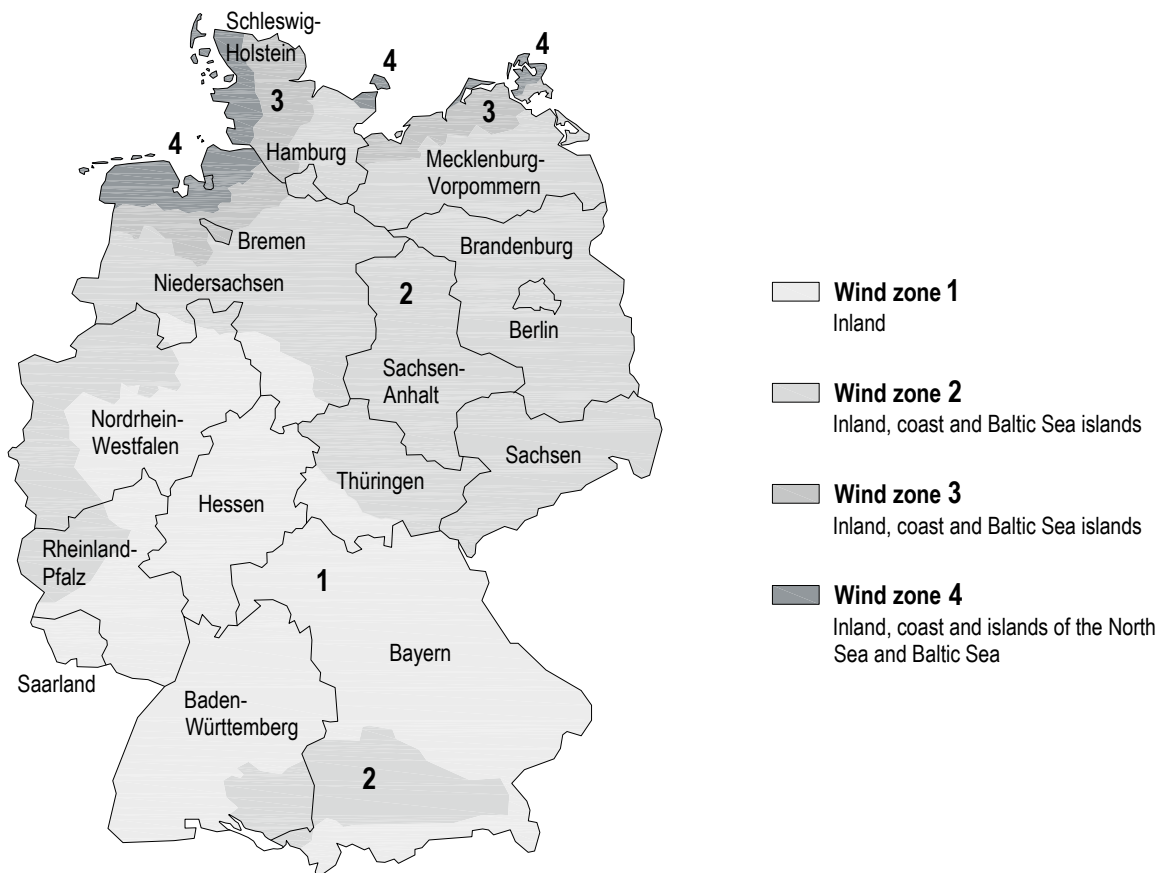 Schleswig-
Holstein
4
4
3
3
4
Hamburg
Mecklenburg-
Vorpommern
Bremen
Brandenburg
Niedersachsen
2
Berlin
Sachsen-
Anhalt
Nordrhein-
Westfalen
Sachsen
Thüringen
Hessen
Rheinland-
Pfalz
1
Bayern
Saarland
Baden-
Württemberg
2
Wind zone 1
Inland
Wind zone 2
Inland, coast and Baltic Sea islands
Wind zone 3
Inland, coast and Baltic Sea islands
Wind zone 4
Inland, coast and islands of the North
Sea and Baltic Sea